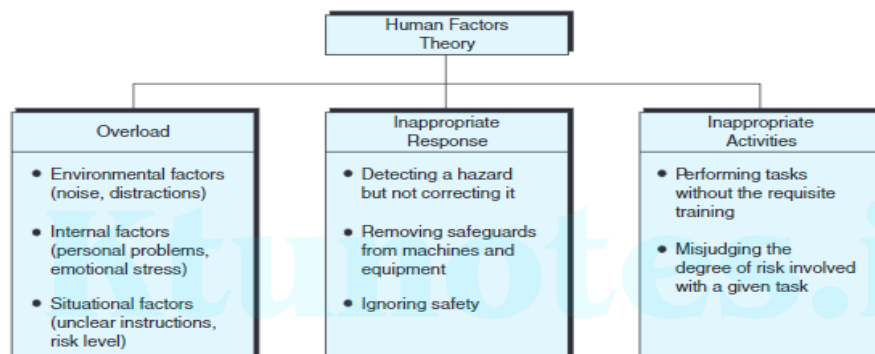 Human Factors
Theory
Overload
● Environmental factors
(noise, distractions)
● Internal factors
(personal problems,
emotional stress)
● Situational factors
(unclear instructions,
risk level)
Inappropriate
Response
● Detecting a hazard
but not correcting it
● Removing safeguards
from machines and
equipment
● Ignoring safety
Inappropriate
Activities
● Performing tasks
without the requisite
training
● Misjudging the
degree of risk involved
with a given task
Ktunotes.i